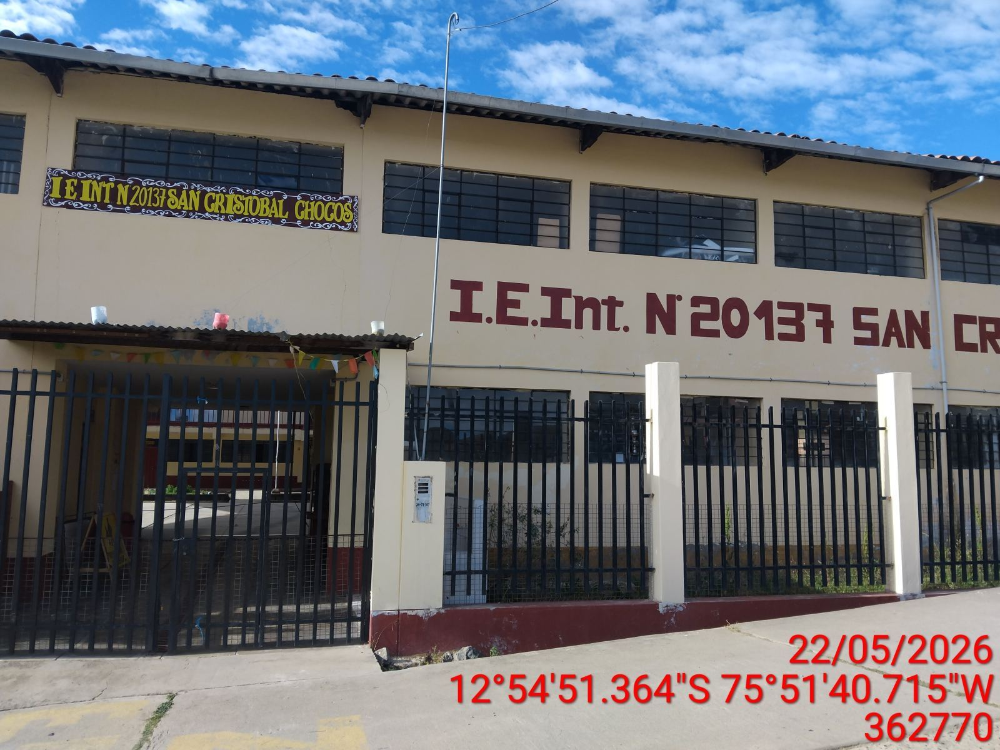 I E INT N 20137 SAN CRISTOBAL CHOCOS
I.E.Int. N° 20137 SAN CR
22/05/2026
12°54'51.364"S 75°51'40.715"W
362770